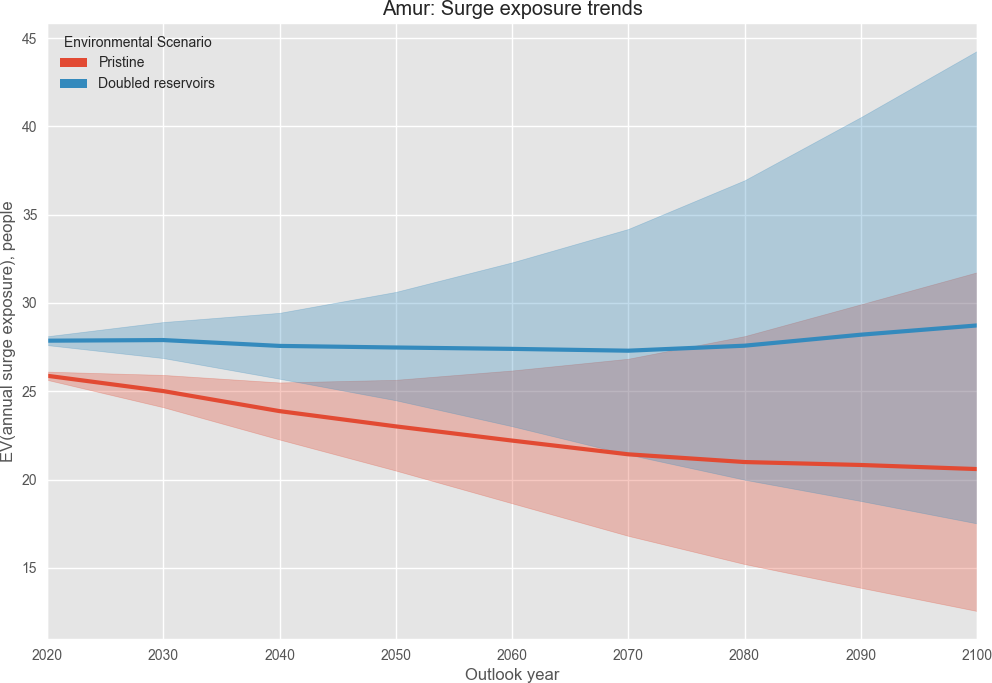 Amur: Surge exposure trends
Environmental Scenario
Pristine
Doubled reservoirs
EV(annual surge exposure), people
45
40
35
30
25
20
15
2020 2030 2040 2050 2060 2070 2080 2090 2100
Outlook year